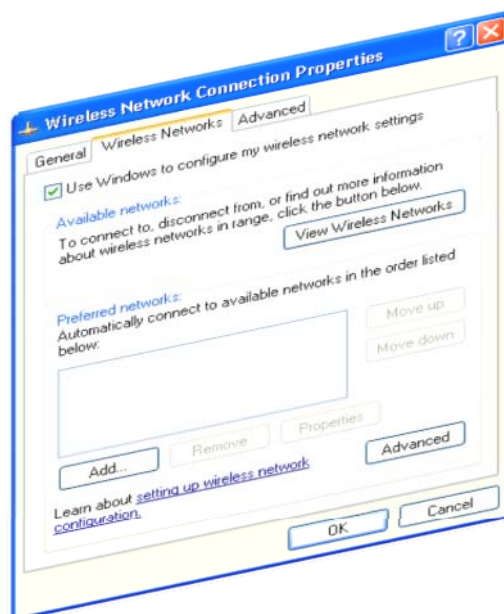 Wireless Network Connection Properties
General Wireless Networks Advanced
Use Windows to configure my wireless network settings
Available networks:
To connect to, disconnect from, or find out more information
about wireless networks in range, click the button below.
View Wireless Networks
Preferred networks:
Automatically connect to available networks in the order listed
below:
Move up
Move down
Add... Remove Properties
Learn about setting up wireless network
configuration.
Advanced
OK Cancel